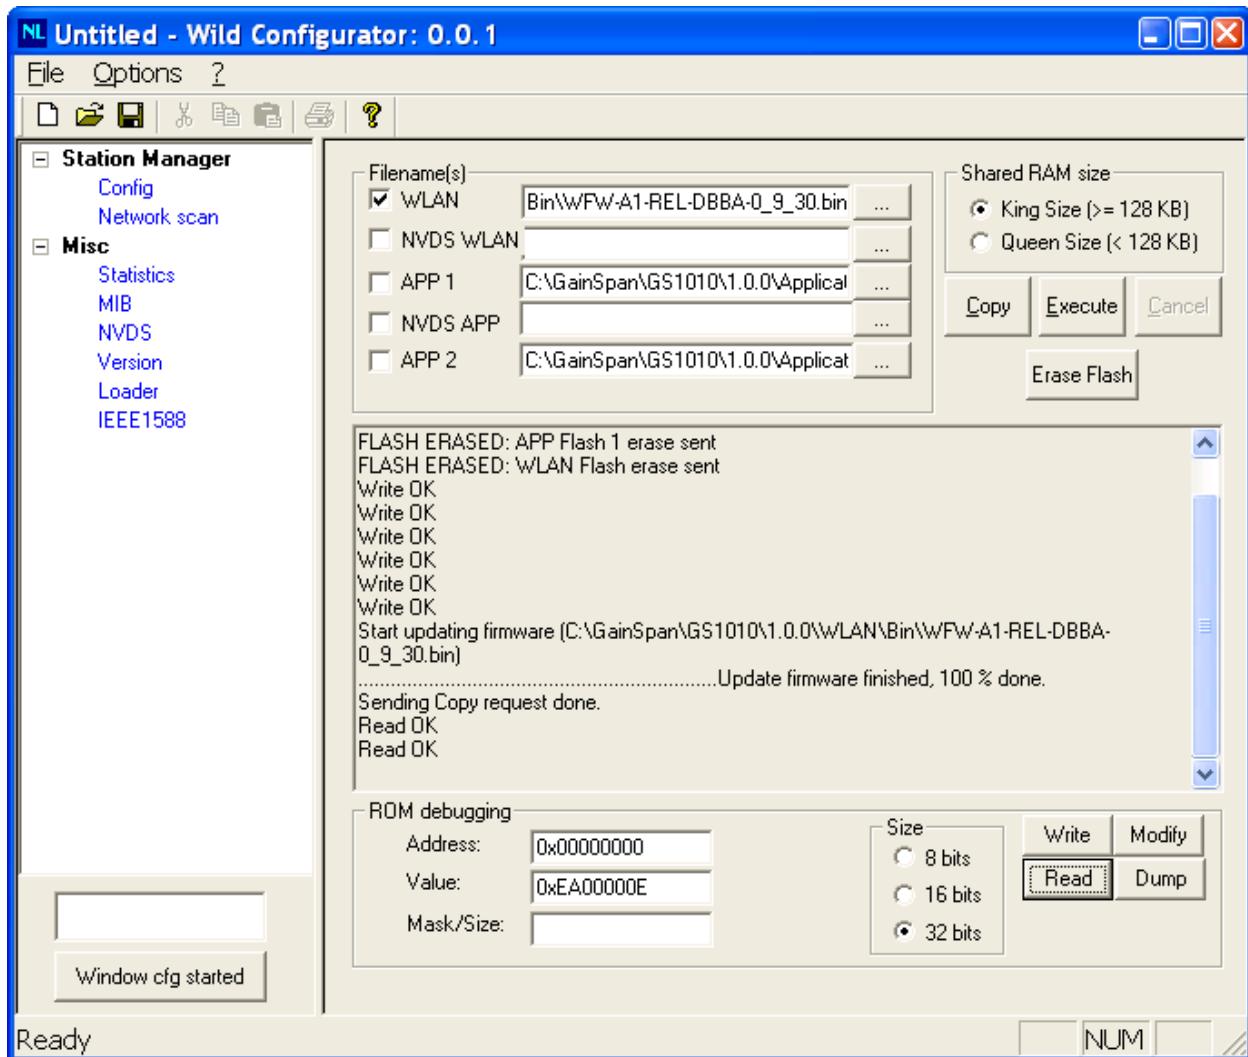 NL Untitled - Wild Configurator: 0.0.1
File Options ?
Station Manager
Config
Network scan
Misc
Statistics
MIB
NVDS
Version
Loader
IEEE1588
Window cfg started
Filename(s)
WLAN Bin\WFW-A1-REL-DBBA-0_9_30.bin ...
NVDS WLAN ...
APP 1 C:\GainSpan\GS1010\1.0.0\Applicat ...
NVDS APP ...
APP 2 C:\GainSpan\GS1010\1.0.0\Applicat ...
Shared RAM size
King Size (>= 128 KB)
Queen Size (< 128 KB)
Copy Execute Cancel
Erase Flash
FLASH ERASED: APP Flash 1 erase sent
FLASH ERASED: WLAN Flash erase sent
Write OK
Write OK
Write OK
Write OK
Write OK
Write OK
Start updating firmware (C:\GainSpan\GS1010\1.0.0\WLAN\Bin\WFW-A1-REL-DBBA-
0_9_30.bin)
................................................................Update firmware finished, 100 % done.
Sending Copy request done.
Read OK
Read OK
ROM debugging
Address: 0x00000000
Value: 0xEA00000E
Mask/Size:
Size
8 bits
16 bits
32 bits
Write Modify
Read Dump
Ready NUM